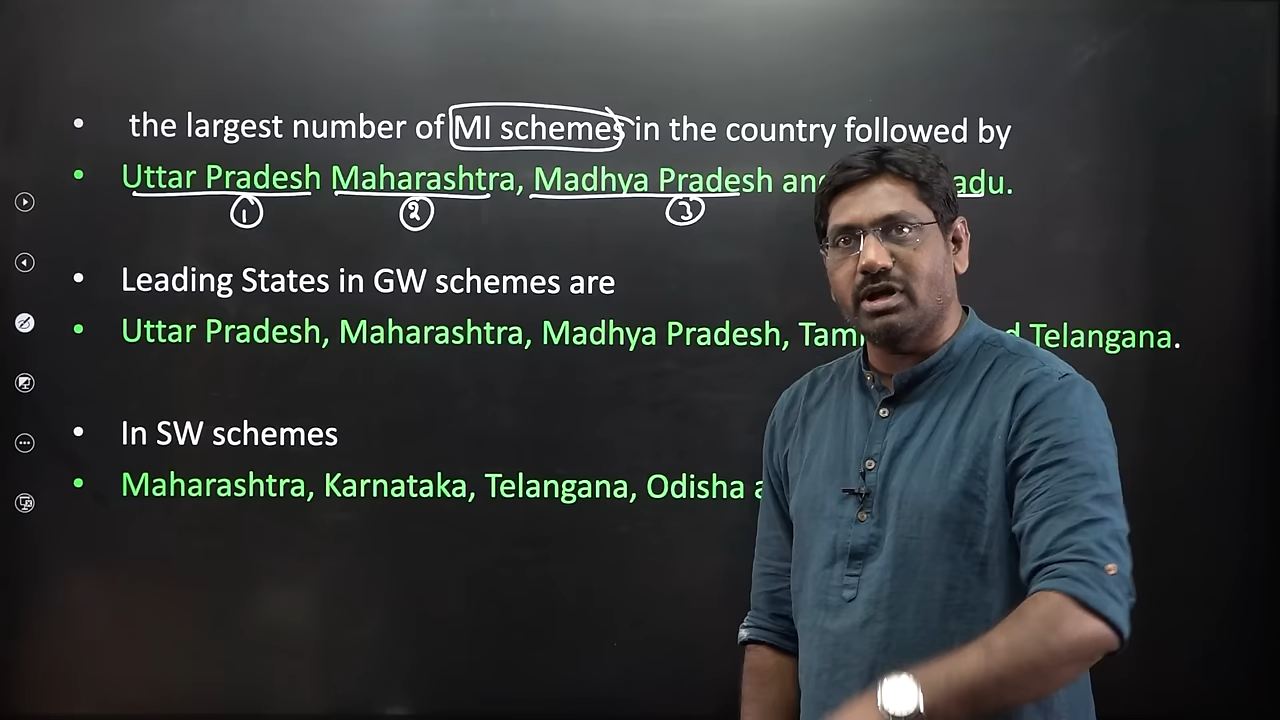 • the largest number of MI schemes in the country followed by
• Uttar Pradesh Maharashtra, Madhya Pradesh
1 2 3
• Leading States in GW schemes are
• Uttar Pradesh, Maharashtra, Madhya Pradesh, Telangana.
• In SW schemes
• Maharashtra, Karnataka, Telangana, Odisha